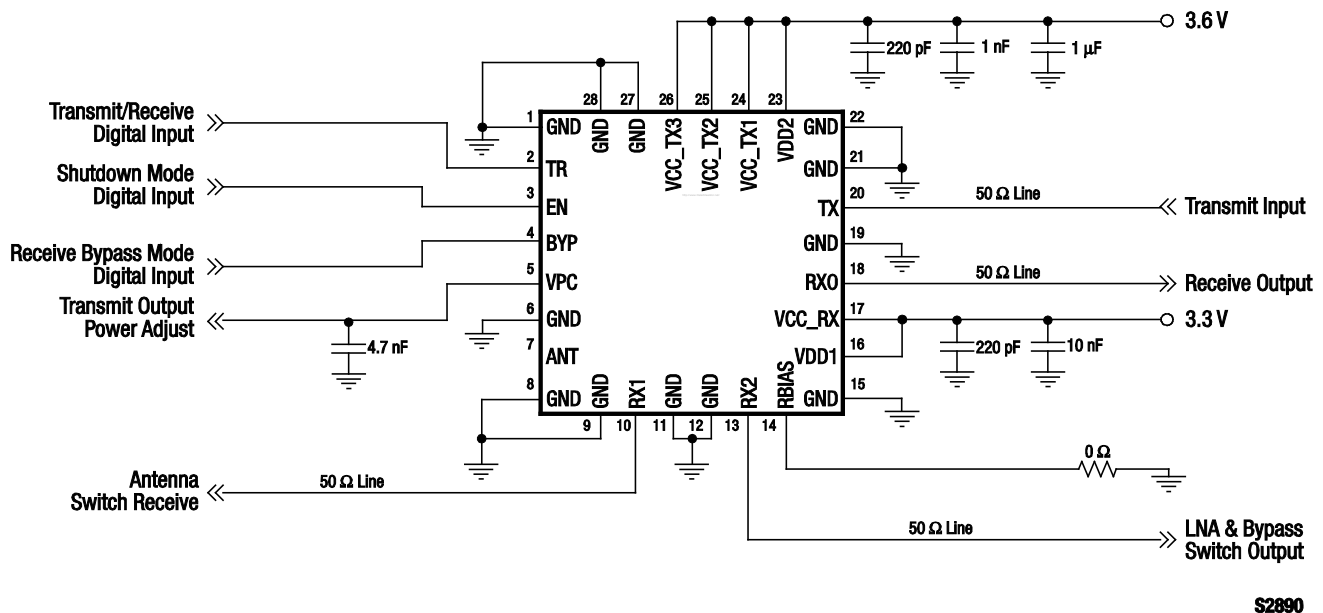 3.6 V
220 pF
1 nF
1 µF
Transmit/Receive
Digital Input
Shutdown Mode
Digital Input
Receive Bypass Mode
Digital Input
Transmit Output
Power Adjust
4.7 nF
28
27
26
25
24
23
GND
GND
VCC_TX3
VCC_TX2
VCC_TX1
VDD2
1
GND
2
TR
3
EN
4
BYP
5
VPC
6
GND
7
ANT
8
GND
22
GND
21
GND
20
TX
50 Ω Line
Transmit Input
19
GND
18
RXO
50 Ω Line
Receive Output
17
VCC_RX
3.3 V
16
VDD1
220 pF
10 nF
15
GND
GND
RX1
GND
GND
RX2
RBIAS
9
10
11
12
13
14
0 Ω
Antenna
Switch Receive
50 Ω Line
50 Ω Line
LNA & Bypass
Switch Output
S2890